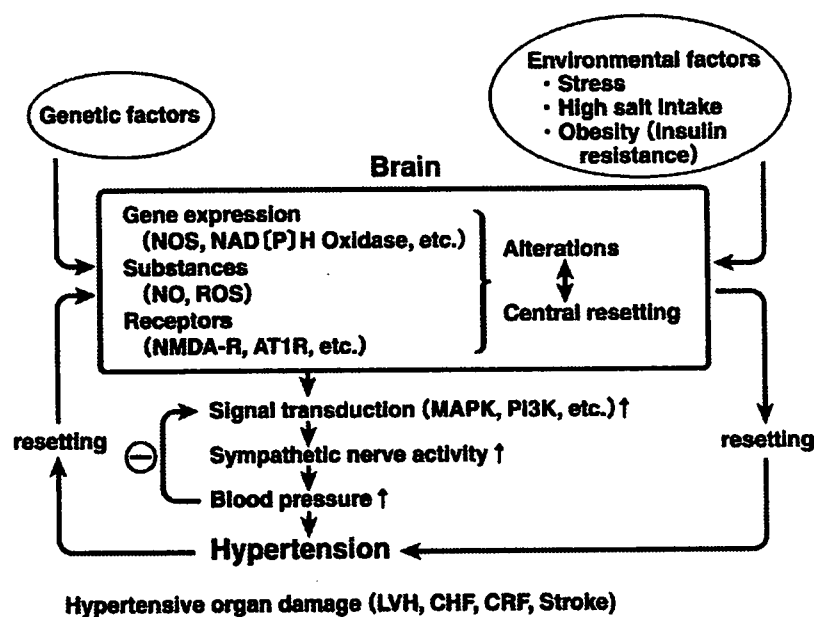 Genetic factors
Environmental factors
・Stress
・High salt intake
・Obesity (Insulin
resistance)
Brain
Gene expression
(NOS, NAD [P] H Oxidase, etc.)
Substances
(NO, ROS)
Receptors
(NMDA-R, AT1R, etc.)
Alterations
Central resetting
Signal transduction (MAPK, PI3K, etc.) ↑
resetting
−
Sympathetic nerve activity ↑
resetting
Blood pressure ↑
Hypertension
Hypertensive organ damage (LVH, CHF, CRF, Stroke)